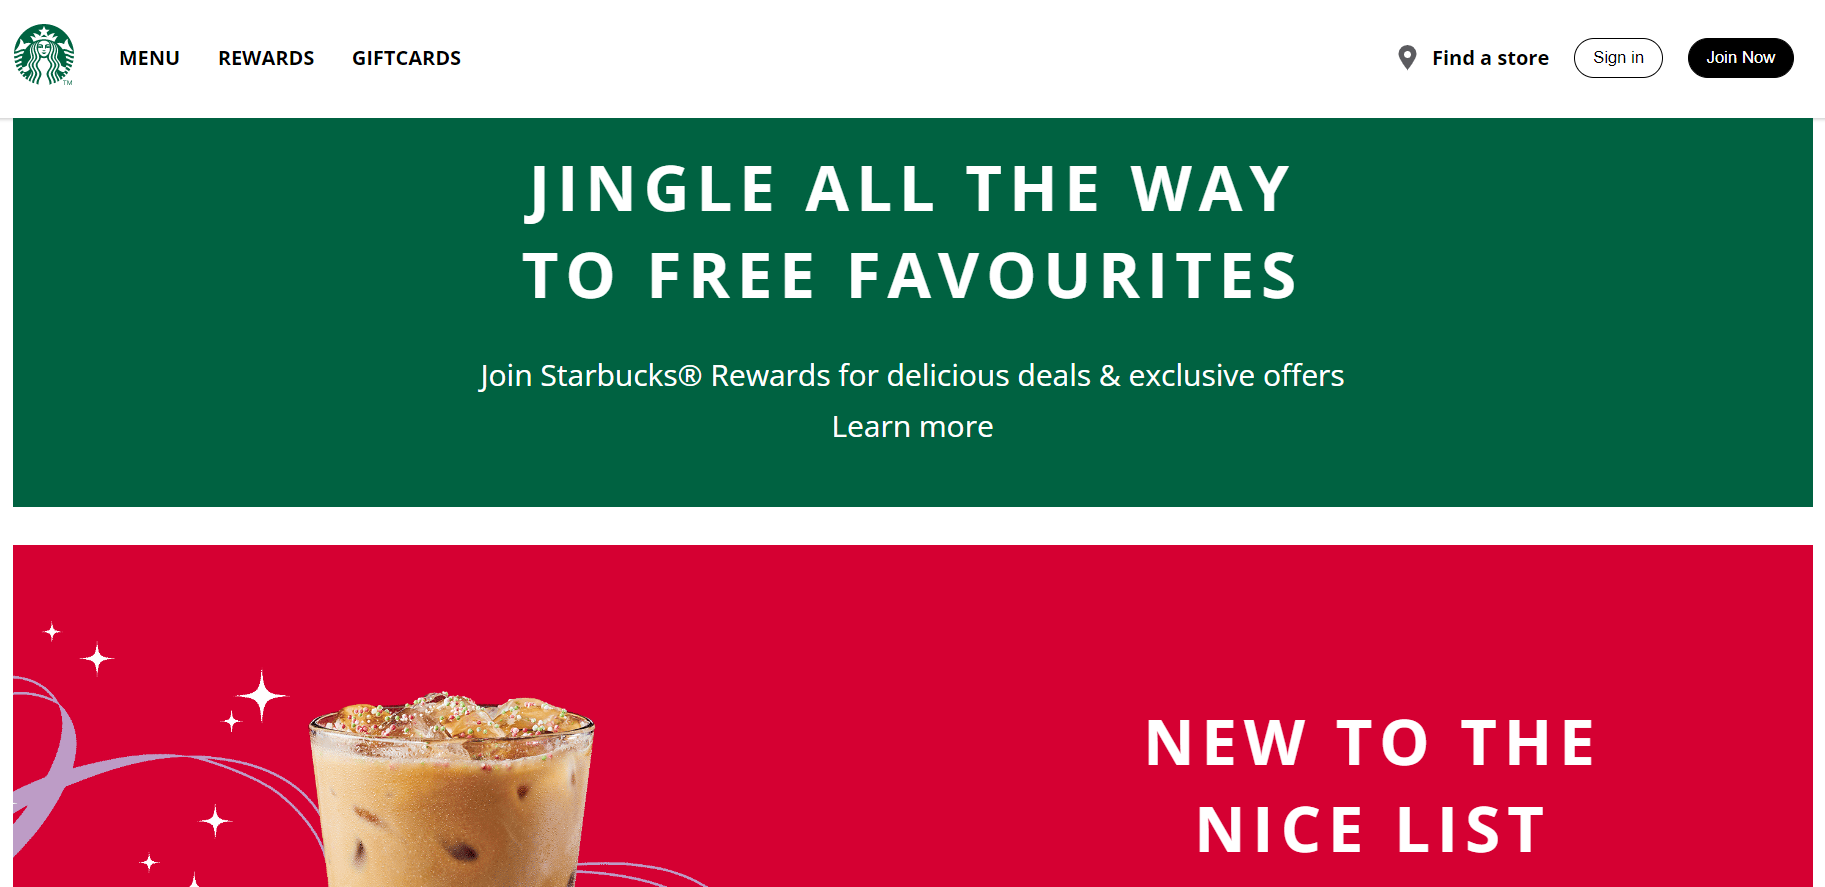 MENU REWARDS GIFTCARDS Find a store Sign in Join Now
TM
JINGLE ALL THE WAY
TO FREE FAVOURITES
Join Starbucks® Rewards for delicious deals & exclusive offers
Learn more
NEW TO THE
NICE LIST